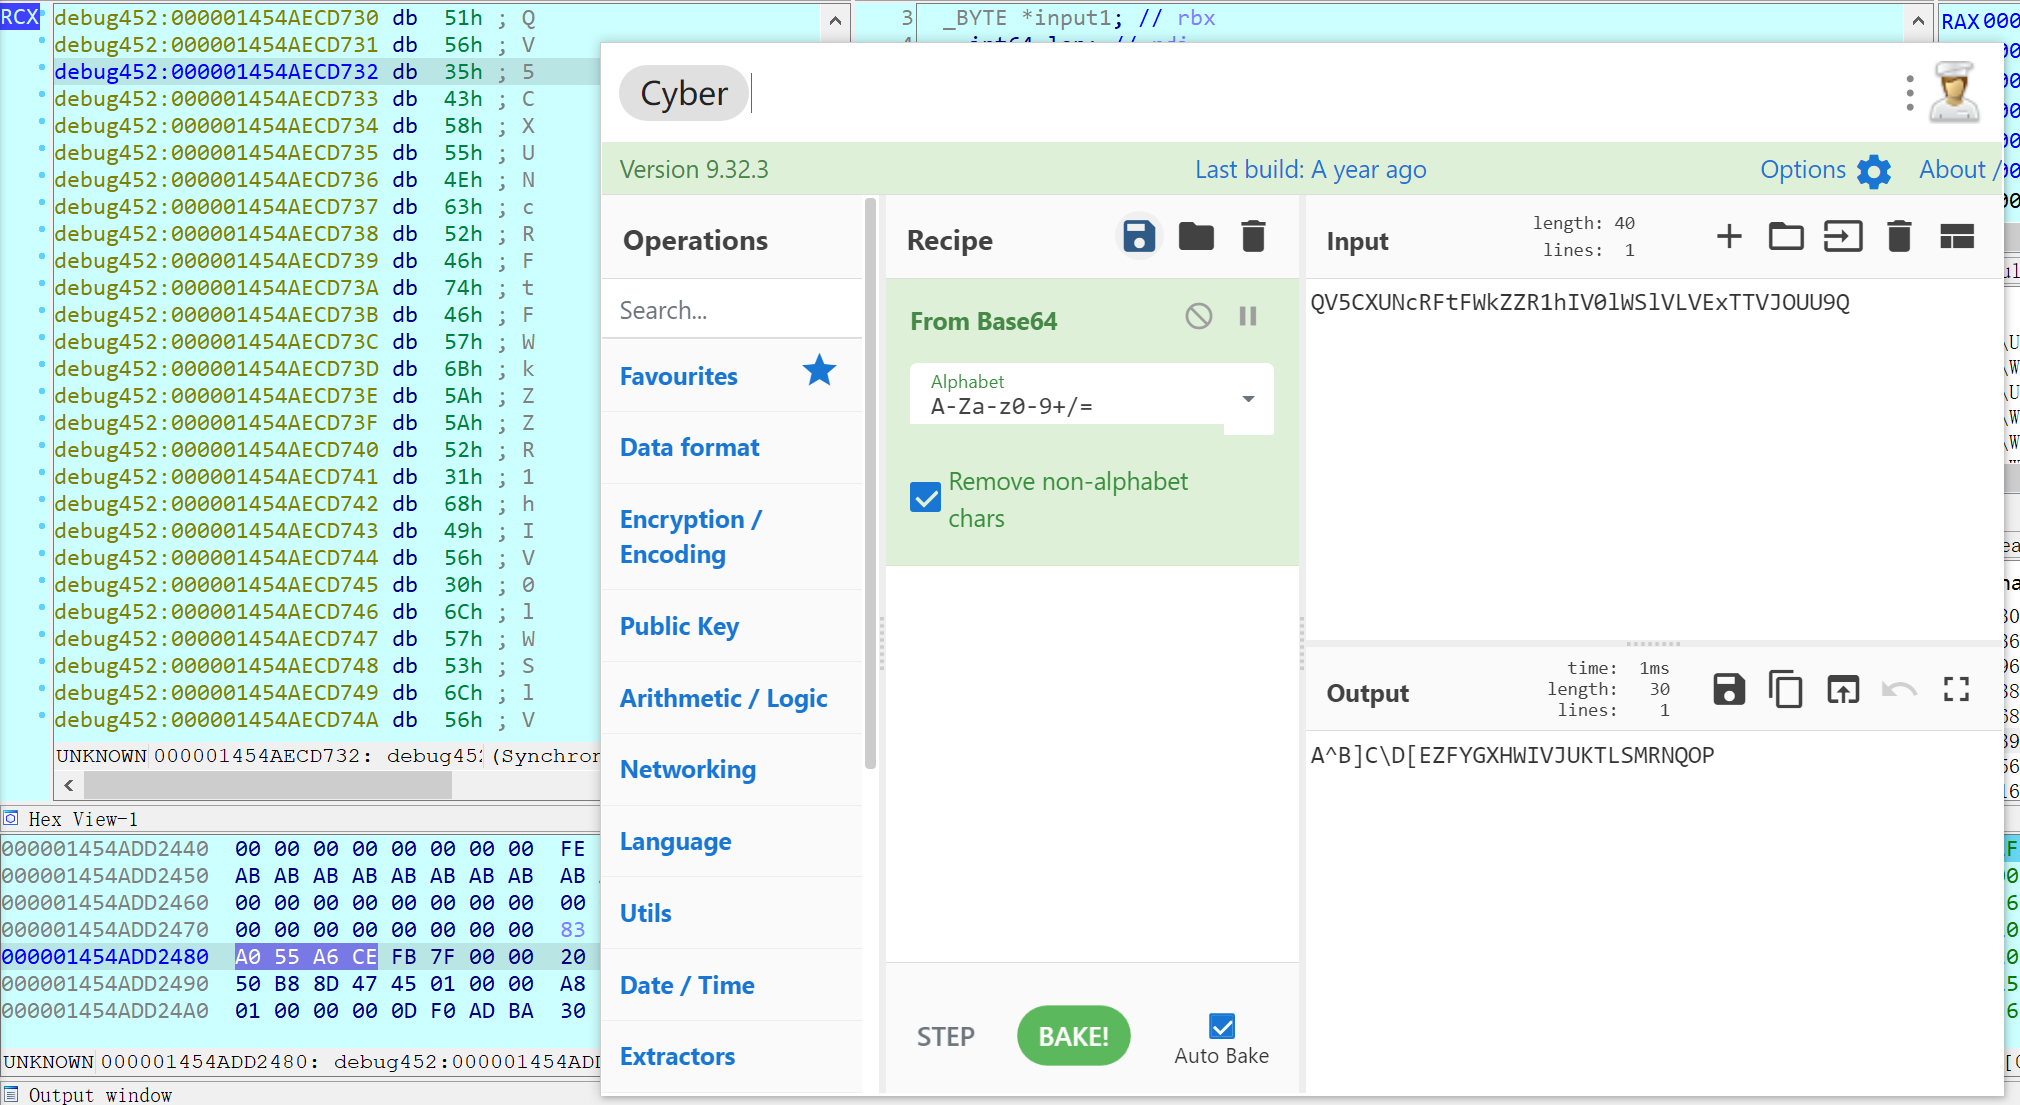 RCX
debug452:000001454AECD730 db 51h ; Q
debug452:000001454AECD731 db 56h ; V
debug452:000001454AECD732 db 35h ; 5
debug452:000001454AECD733 db 43h ; C
debug452:000001454AECD734 db 58h ; X
debug452:000001454AECD735 db 55h ; U
debug452:000001454AECD736 db 4Eh ; N
debug452:000001454AECD737 db 63h ; c
debug452:000001454AECD738 db 52h ; R
debug452:000001454AECD739 db 46h ; F
debug452:000001454AECD73A db 74h ; t
debug452:000001454AECD73B db 46h ; F
debug452:000001454AECD73C db 57h ; W
debug452:000001454AECD73D db 6Bh ; k
debug452:000001454AECD73E db 5Ah ; Z
debug452:000001454AECD73F db 5Ah ; Z
debug452:000001454AECD740 db 52h ; R
debug452:000001454AECD741 db 31h ; 1
debug452:000001454AECD742 db 68h ; h
debug452:000001454AECD743 db 49h ; I
debug452:000001454AECD744 db 56h ; V
debug452:000001454AECD745 db 30h ; 0
debug452:000001454AECD746 db 6Ch ; l
debug452:000001454AECD747 db 57h ; W
debug452:000001454AECD748 db 53h ; S
debug452:000001454AECD749 db 6Ch ; l
debug452:000001454AECD74A db 56h ; V
UNKNOWN 000001454AECD732: debug452 (Synchron
Hex View-1
000001454ADD2440 00 00 00 00 00 00 00 00 FE
000001454ADD2450 AB AB AB AB AB AB AB AB AB
000001454ADD2460 00 00 00 00 00 00 00 00 00
000001454ADD2470 00 00 00 00 00 00 00 00 83
000001454ADD2480 A0 55 A6 CE FB 7F 00 00 20
000001454ADD2490 50 B8 8D 47 45 01 00 00 A8
000001454ADD24A0 01 00 00 00 0D F0 AD BA 30
UNKNOWN 000001454ADD2480: debug452:000001454ADD
Output window
3 _BYTE *input1; // rbx
RAX 000
Cyber
Version 9.32.3
Last build: A year ago
Options
About /
Operations
Search...
Favourites
Data format
Encryption /
Encoding
Public Key
Arithmetic / Logic
Networking
Language
Utils
Date / Time
Extractors
Recipe
From Base64
Alphabet
A-Za-z0-9+/=
Remove non-alphabet
chars
STEP
BAKE!
Auto Bake
Input
length: 40
lines: 1
QV5CXUNcRFtFWkZZR1hIV0lWSlVLVExTTVJOUU9Q
Output
time: 1ms
length: 30
lines: 1
A^B]C\D[EZFYGXHWIVJUKTLSMRNQOP